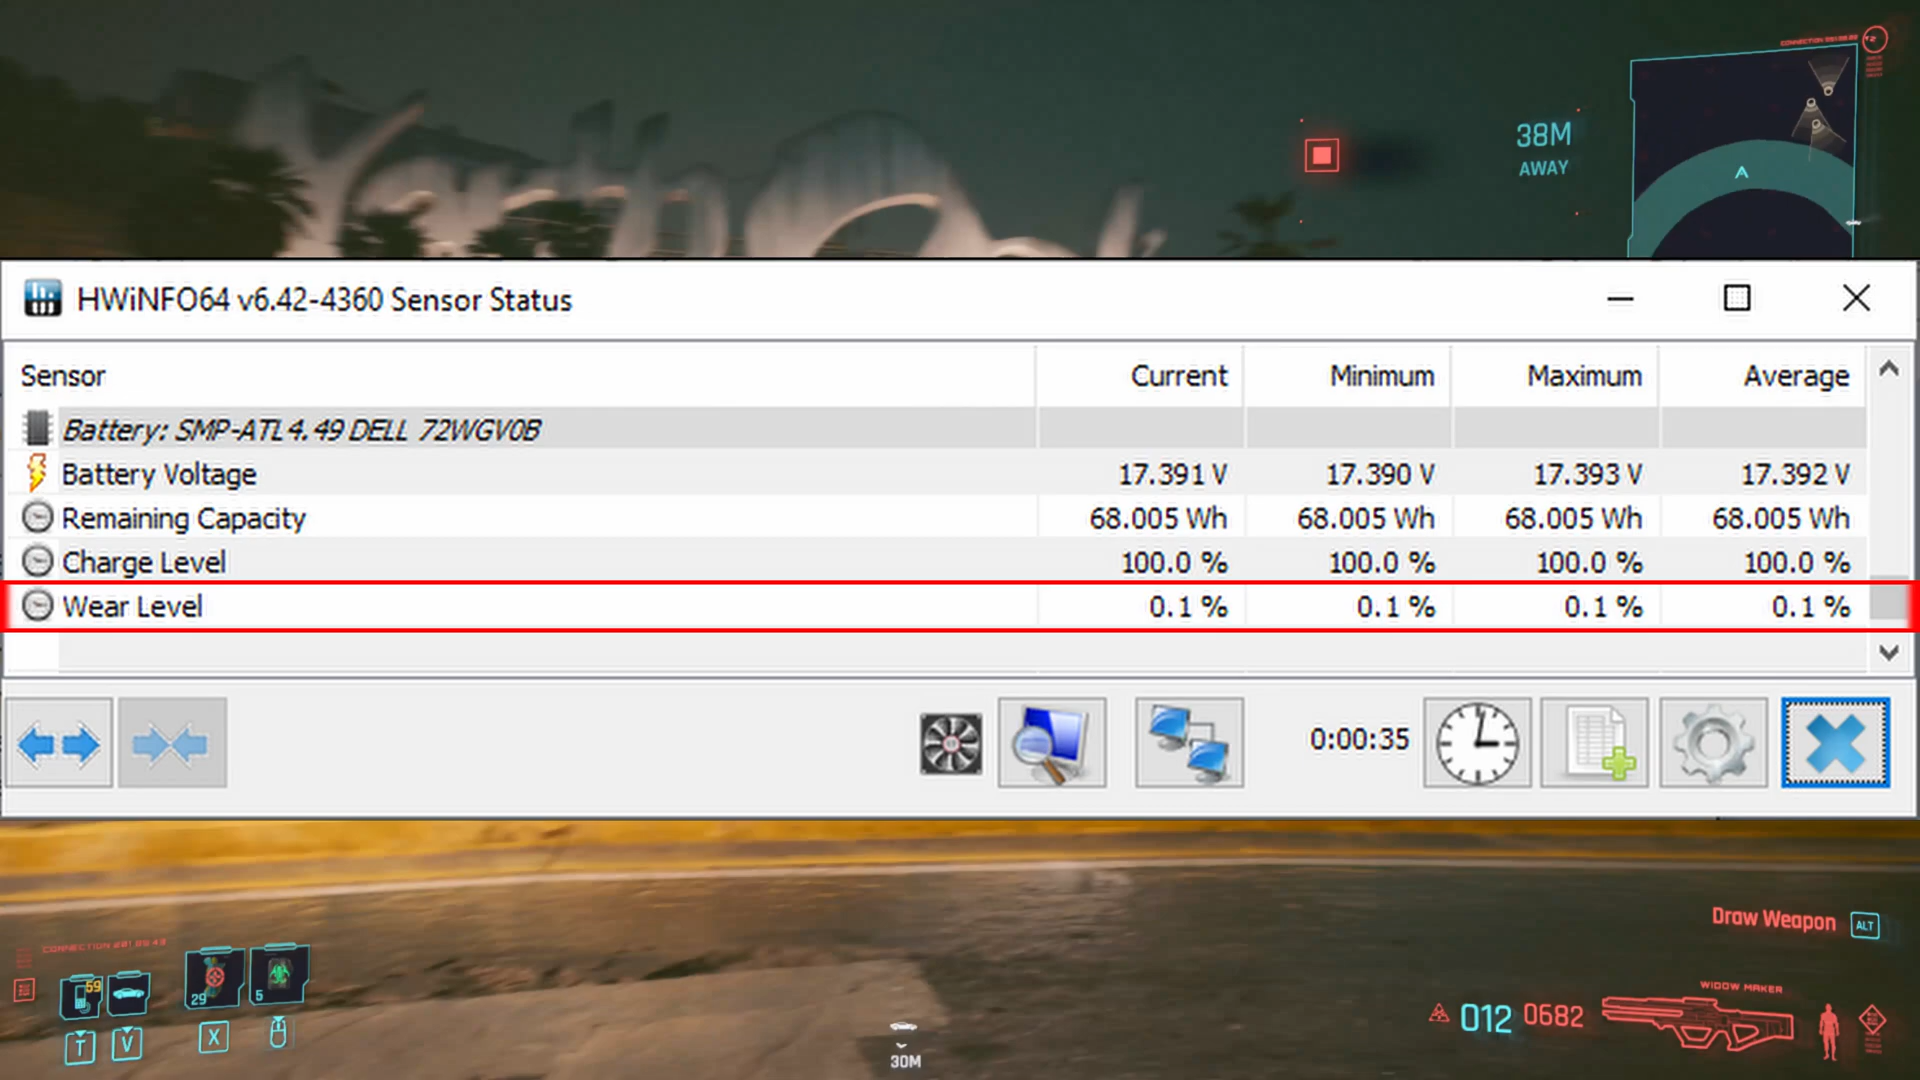 38M
AWAY
HWiNFO64 v6.42-4360 Sensor Status
Sensor Current Minimum Maximum Average
Battery: SMP-ATL4.49 DELL 72WGV0B
Battery Voltage 17.391 V 17.390 V 17.393 V 17.392 V
Remaining Capacity 68.005 Wh 68.005 Wh 68.005 Wh 68.005 Wh
Charge Level 100.0 % 100.0 % 100.0 % 100.0 %
Wear Level 0.1 % 0.1 % 0.1 % 0.1 %
0:00:35
Draw Weapon ALT
59
29
5
T V X
WIDOW MAKER
012 0682
30M